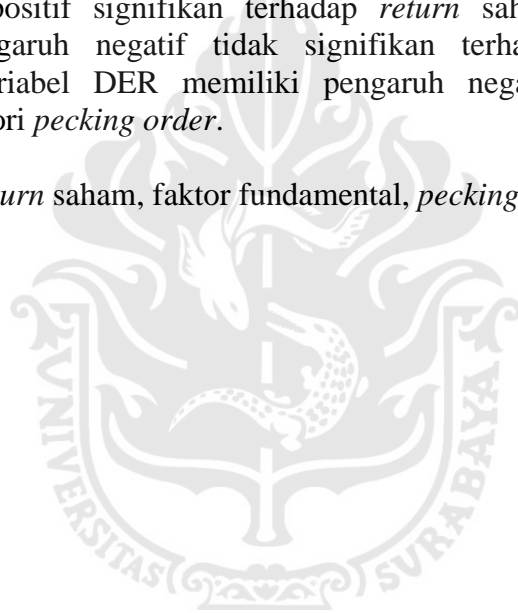 positif signifikan terhadap return sah
garuh negatif tidak signifikan terha
riabel DER memiliki pengaruh nega
ori pecking order.
urn saham, faktor fundamental, pecking
UNIVERSITAS SURABAYA